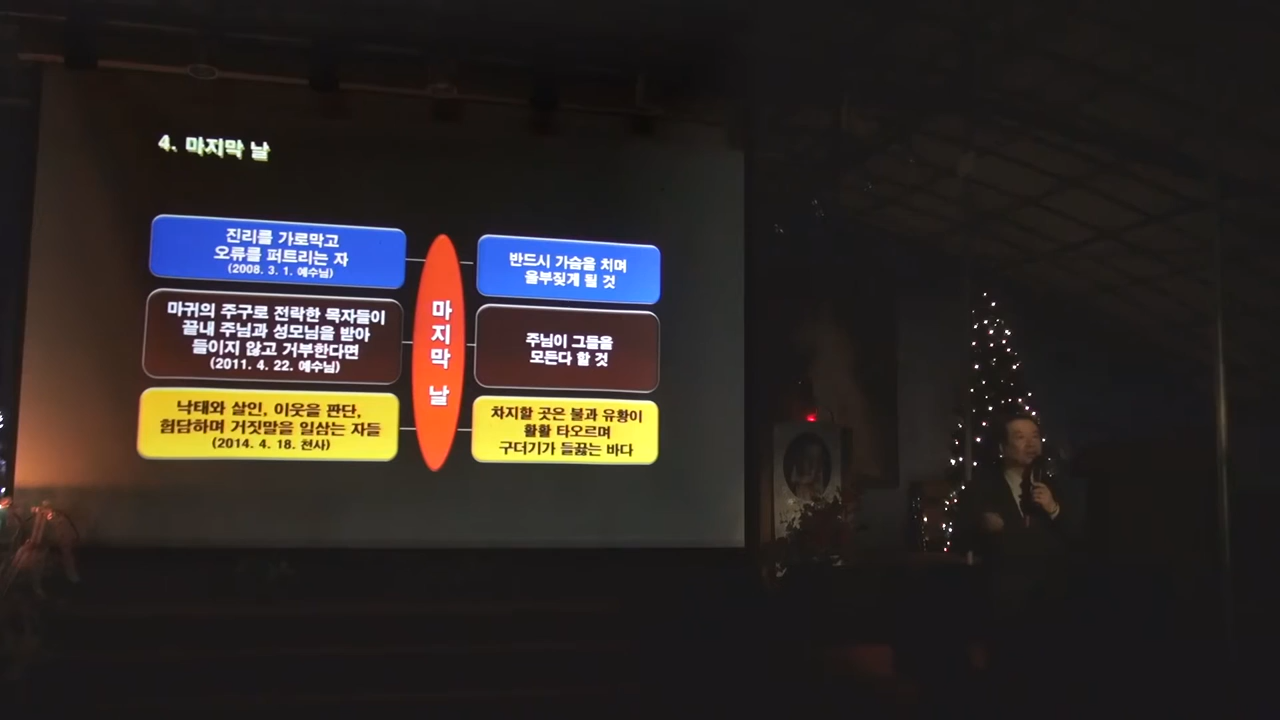 4. 마지막 날
진리를 가로막고
오류를 퍼트리는 자
(2008. 3. 1. 예수님)
반드시 가슴을 치며
울부짖게 될 것
마귀의 주구로 전락한 목자들이
끝내 주님과 성모님을 받아
들이지 않고 거부한다면
(2011. 4. 22. 예수님)
마
지
막
날
주님이 그들을
모른다 할 것
낙태와 살인, 이웃을 판단,
험담하며 거짓말을 일삼는 자들
(2014. 4. 18. 천사)
차지할 곳은 불과 유황이
활활 타오르며
구더기가 들끓는 바다